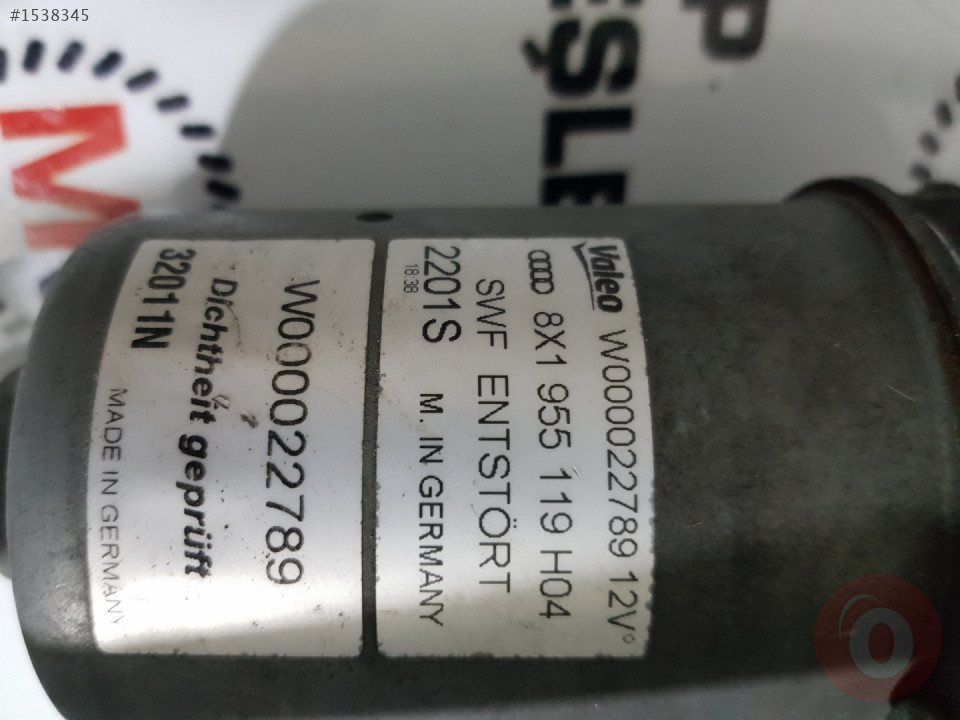 #1538345
M
EŞLE
P
Valeo W000022789 12V°
8X1 955 119 H04
SWF ENTSTÖRT
2201S M. IN GERMANY
18:38
W000022789
Dichtheit geprüft
32011N
MADE IN GERMANY